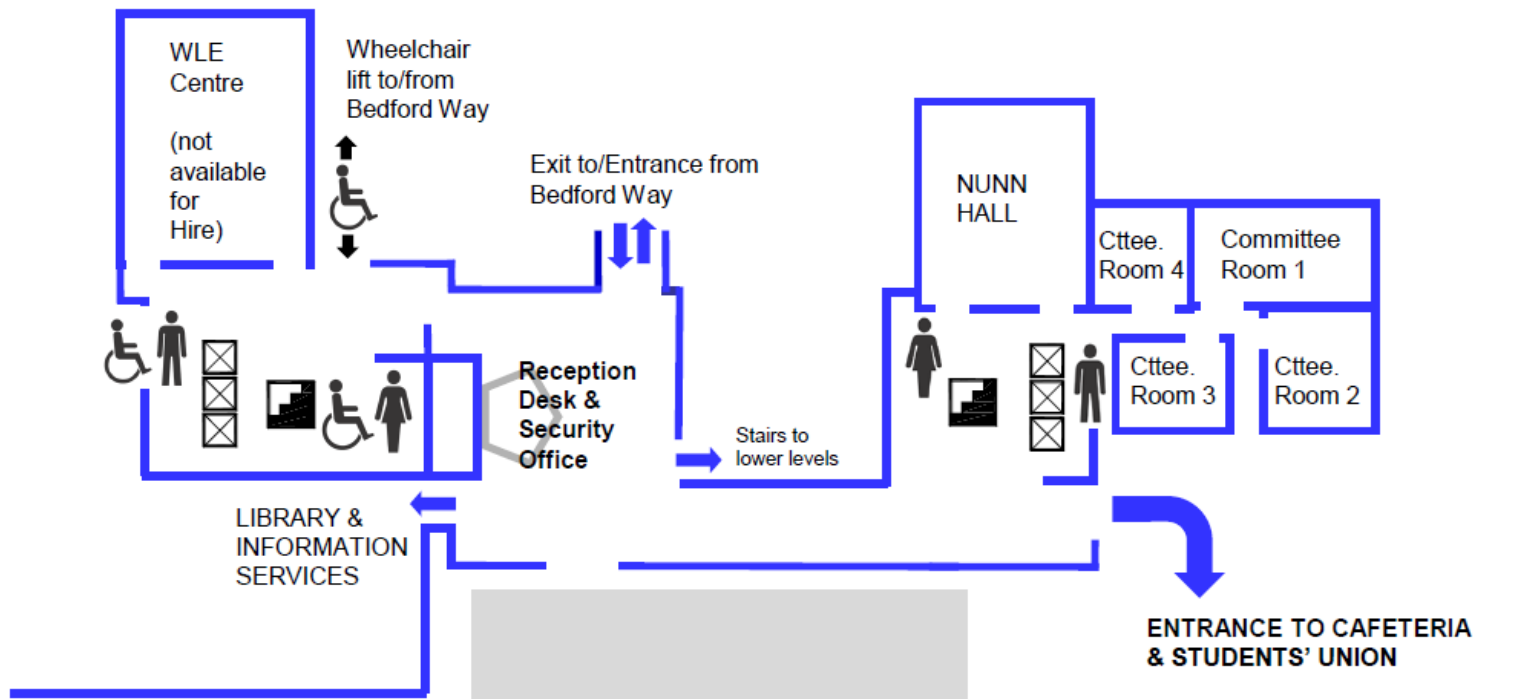 WLE
Centre
(not
available
for
Hire)
Wheelchair
lift to/from
Bedford Way
Exit to/Entrance from
Bedford Way
NUNN
HALL
Cttee.
Room 4
Committee
Room 1
Cttee.
Room 3
Cttee.
Room 2
Reception
Desk &
Security
Office
Stairs to
lower levels
LIBRARY &
INFORMATION
SERVICES
ENTRANCE TO CAFETERIA
& STUDENTS’ UNION